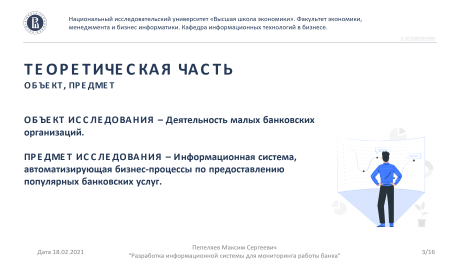 Национальный исследовательский университет «Высшая школа экономики». Факультет экономики,
менеджмента и бизнес информатики. Кафедра информационных технологий в бизнесе.
ТЕОРЕТИЧЕСКАЯ ЧАСТЬ
ОБЪЕКТ, ПРЕДМЕТ
ОБЪЕКТ ИССЛЕДОВАНИЯ – Деятельность малых банковских
организаций.
ПРЕДМЕТ ИССЛЕДОВАНИЯ – Информационная система,
автоматизирующая бизнес-процессы по предоставлению
популярных банковских услуг.
Дата 18.02.2021
Пепеляев Максим Сергеевич
"Разработка информационной системы для мониторинга работы банка"
3/16